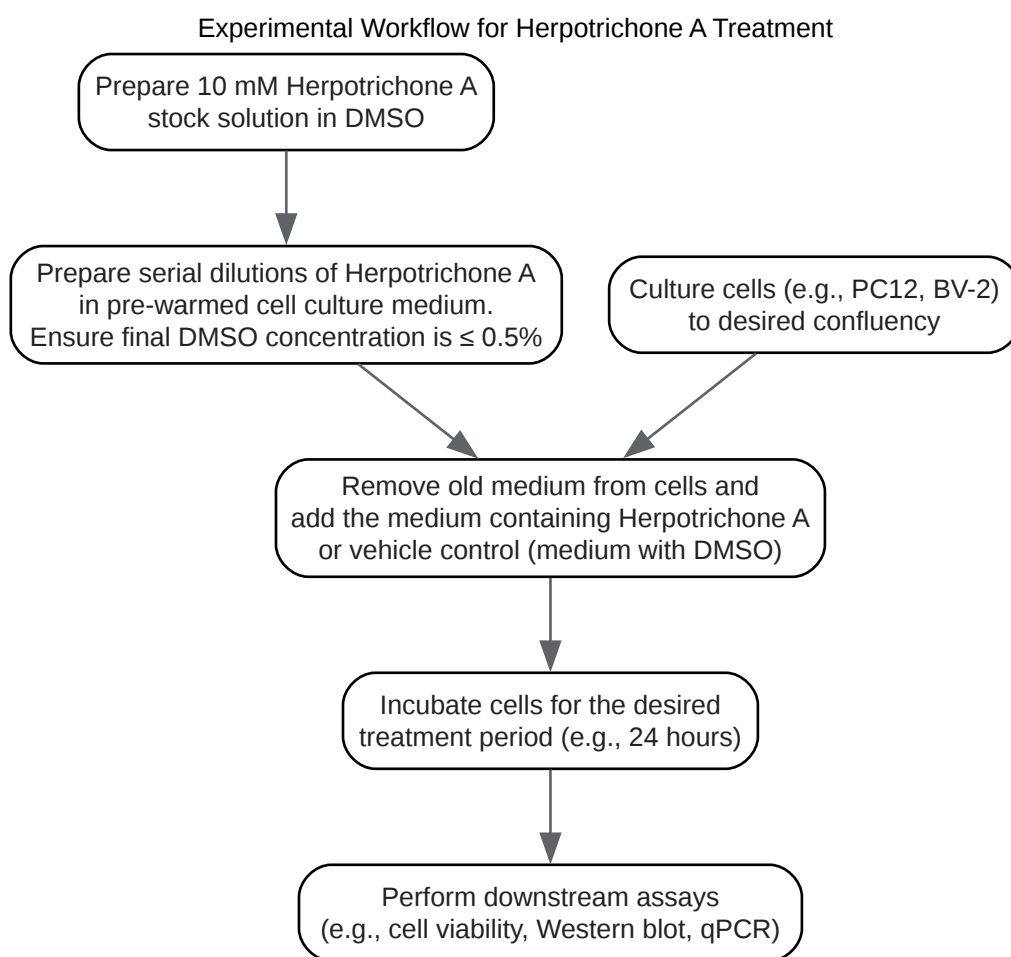 Experimental Workflow for Herpotrichone A Treatment
Prepare 10 mM Herpotrichone A
stock solution in DMSO
Prepare serial dilutions of Herpotrichone A
in pre-warmed cell culture medium.
Ensure final DMSO concentration is ≤ 0.5%
Culture cells (e.g., PC12, BV-2)
to desired confluency
Remove old medium from cells and
add the medium containing Herpotrichone A
or vehicle control (medium with DMSO)
Incubate cells for the desired
treatment period (e.g., 24 hours)
Perform downstream assays
(e.g., cell viability, Western blot, qPCR)